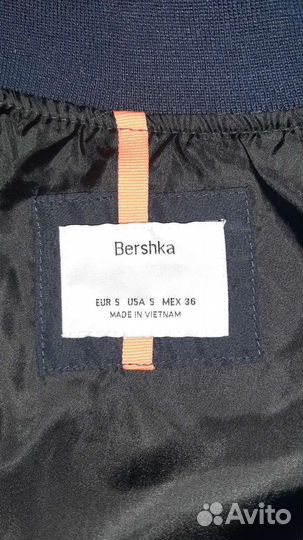 Bershka
EUR S USA S MEX 36
MADE IN VIETNAM
Avito